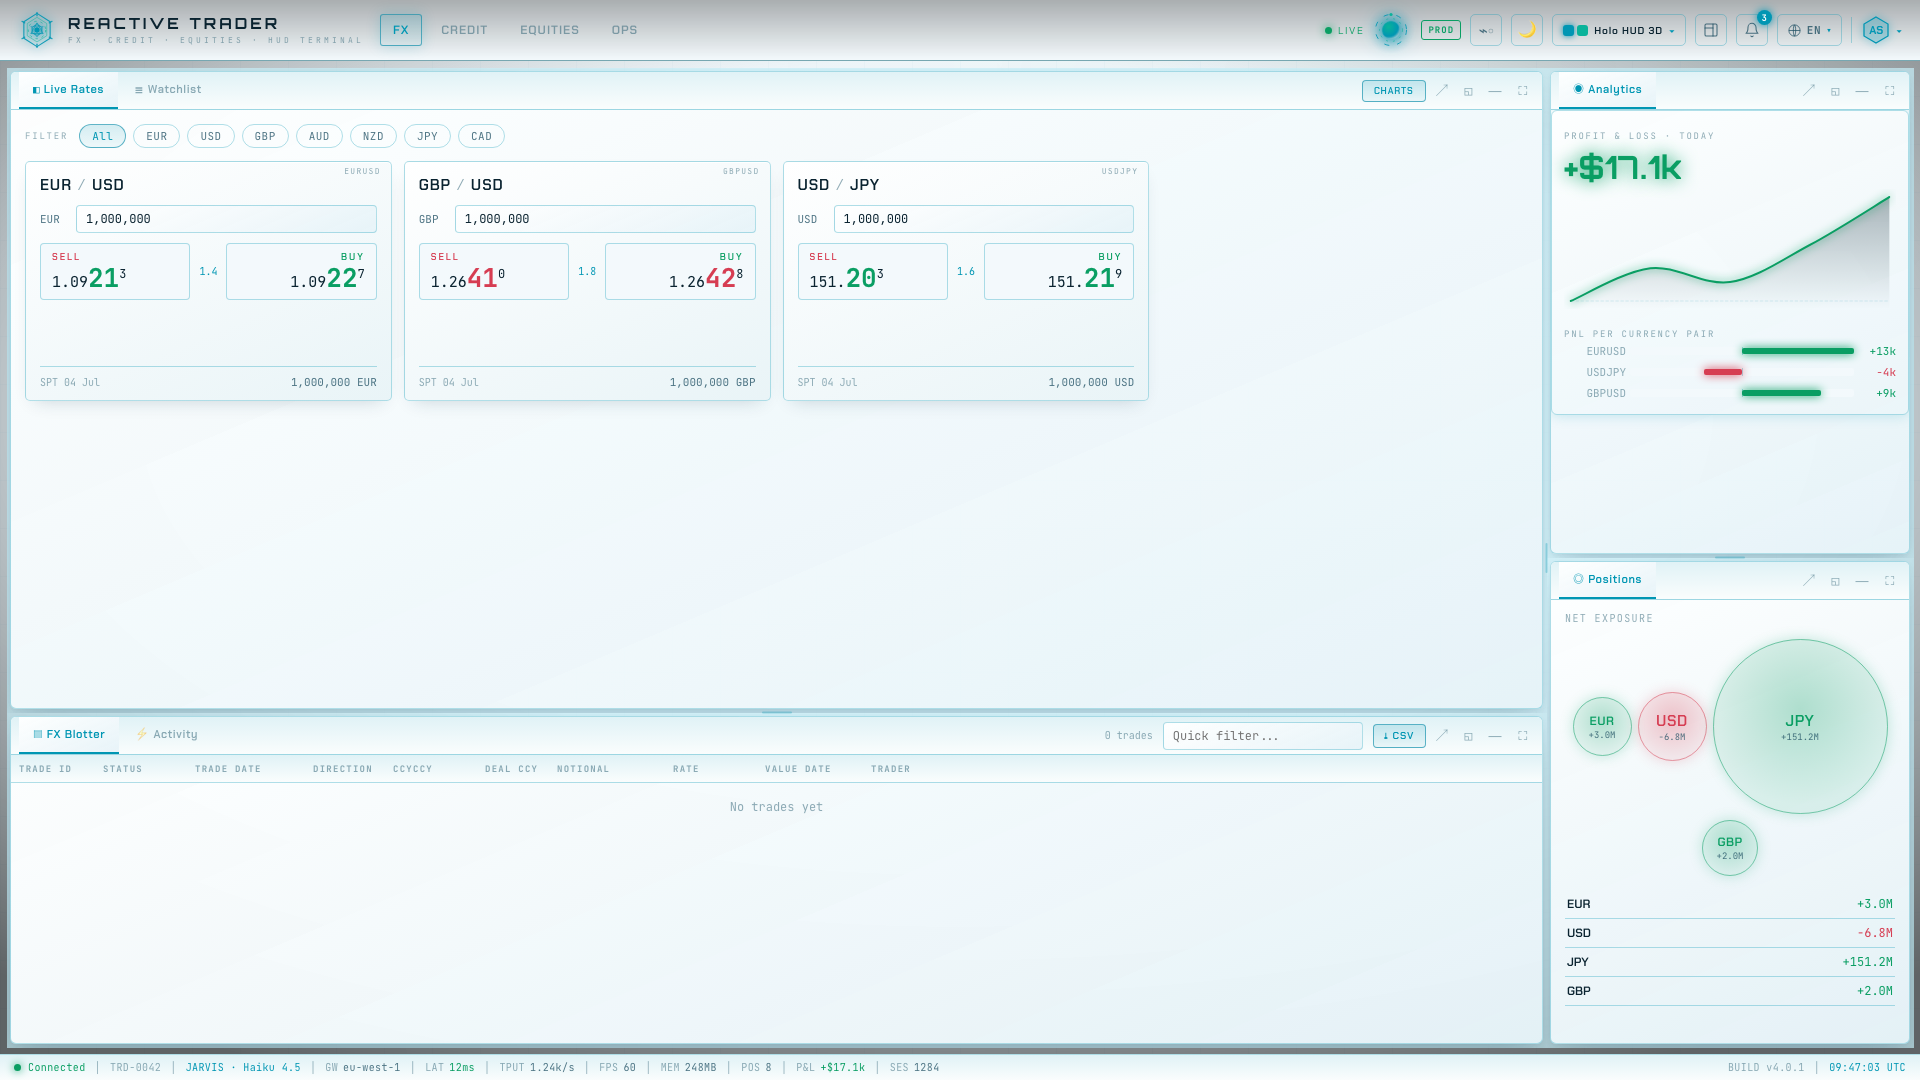 REACTIVE TRADER
FX · CREDIT · EQUITIES · HUD TERMINAL
FX CREDIT EQUITIES OPS
LIVE
PROD
Holo HUD 3D
3
EN
AS
Live Rates Watchlist
CHARTS
FILTER All EUR USD GBP AUD NZD JPY CAD
EURUSD
EUR / USD
EUR 1,000,000
SELL
1.09213
1.4
BUY
1.09227
SPT 04 Jul 1,000,000 EUR
GBPUSD
GBP / USD
GBP 1,000,000
SELL
1.26410
1.8
BUY
1.26428
SPT 04 Jul 1,000,000 GBP
USDJPY
USD / JPY
USD 1,000,000
SELL
151.203
1.6
BUY
151.219
SPT 04 Jul 1,000,000 USD
Analytics
PROFIT & LOSS · TODAY
+$17.1k
PNL PER CURRENCY PAIR
EURUSD +13k
USDJPY -4k
GBPUSD +9k
Positions
NET EXPOSURE
EUR
+3.0M
USD
-6.8M
JPY
+151.2M
GBP
+2.0M
EUR +3.0M
USD -6.8M
JPY +151.2M
GBP +2.0M
FX Blotter Activity
0 trades Quick filter... ↓ CSV
TRADE ID STATUS TRADE DATE DIRECTION CCYCCY DEAL CCY NOTIONAL RATE VALUE DATE TRADER
No trades yet
Connected TRD-0042 JARVIS · Haiku 4.5 GW eu-west-1 LAT 12ms TPUT 1.24k/s FPS 60 MEM 248MB POS 8 P&L +$17.1k SES 1284
BUILD v4.0.1 09:47:03 UTC